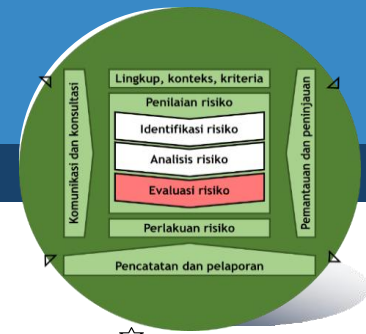 Lingkup, konteks, kriteria
Penilaian risiko
Identifikasi risiko
Analisis risiko
Evaluasi risiko
Perlakuan risiko
Komunikasi dan konsultasi
Pemantauan dan peninjauan
Pencatatan dan pelaporan